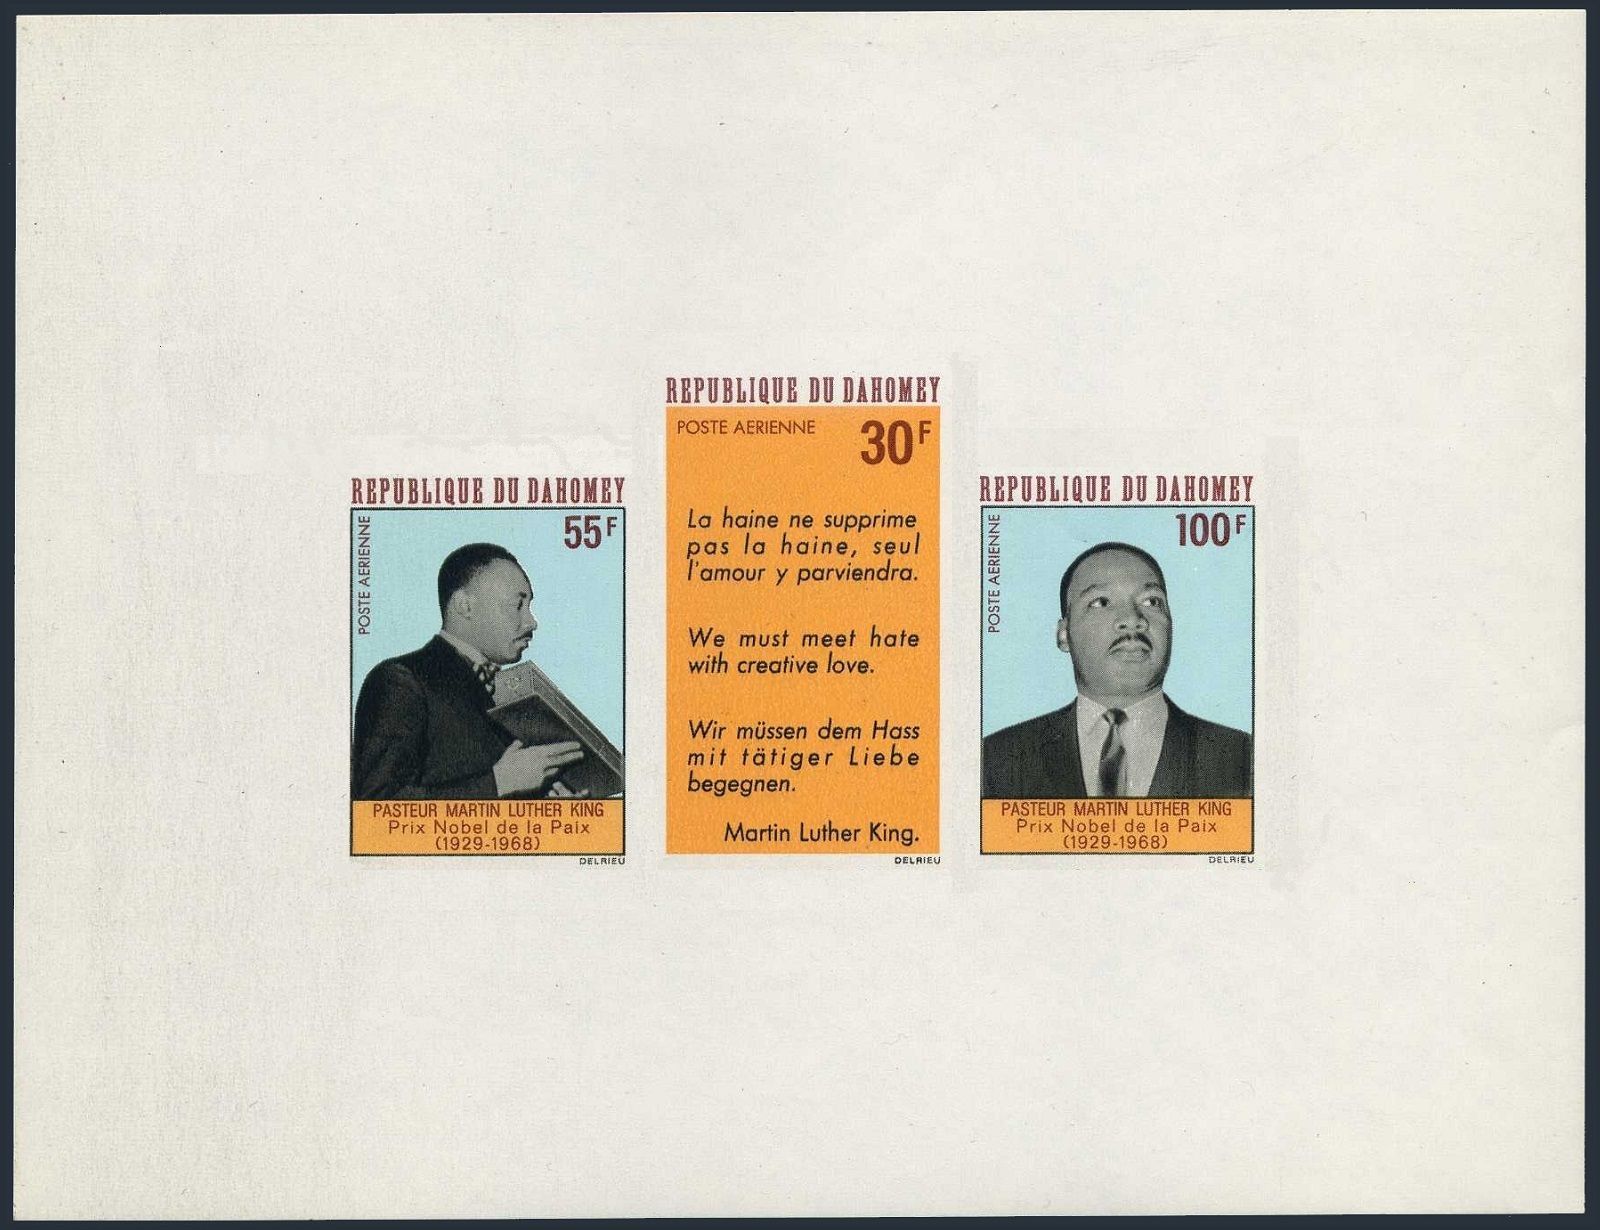 REPUBLIQUE DU DAHOMEY
55F
POSTE AERIENNE
PASTEUR MARTIN LUTHER KING
Prix Nobel de la Paix
(1929-1968)
DELRIEU
REPUBLIQUE DU DAHOMEY
POSTE AERIENNE
30F
La haine ne supprime
pas la haine, seul
l'amour y parviendra.
We must meet hate
with creative love.
Wir müssen dem Hass
mit tätiger Liebe
begegnen.
Martin Luther King.
DELRIEU
REPUBLIQUE DU DAHOMEY
100F
POSTE AERIENNE
PASTEUR MARTIN LUTHER KING
Prix Nobel de la Paix
(1929-1968)
DELRIEU